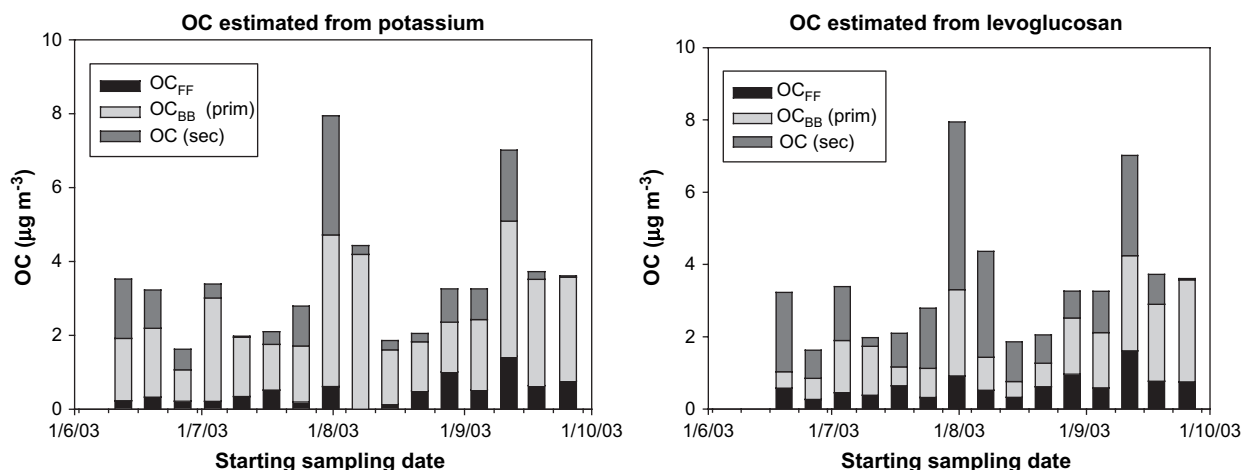 OC estimated from potassium
10
8
6
4
2
0
OC (μg m-3)
OCFF
OCBB (prim)
OC (sec)
1/6/03 1/7/03 1/8/03 1/9/03 1/10/03
Starting sampling date
OC estimated from levoglucosan
10
8
6
4
2
0
OC (μg m-3)
OCFF
OCBB (prim)
OC (sec)
1/6/03 1/7/03 1/8/03 1/9/03 1/10/03
Starting sampling date